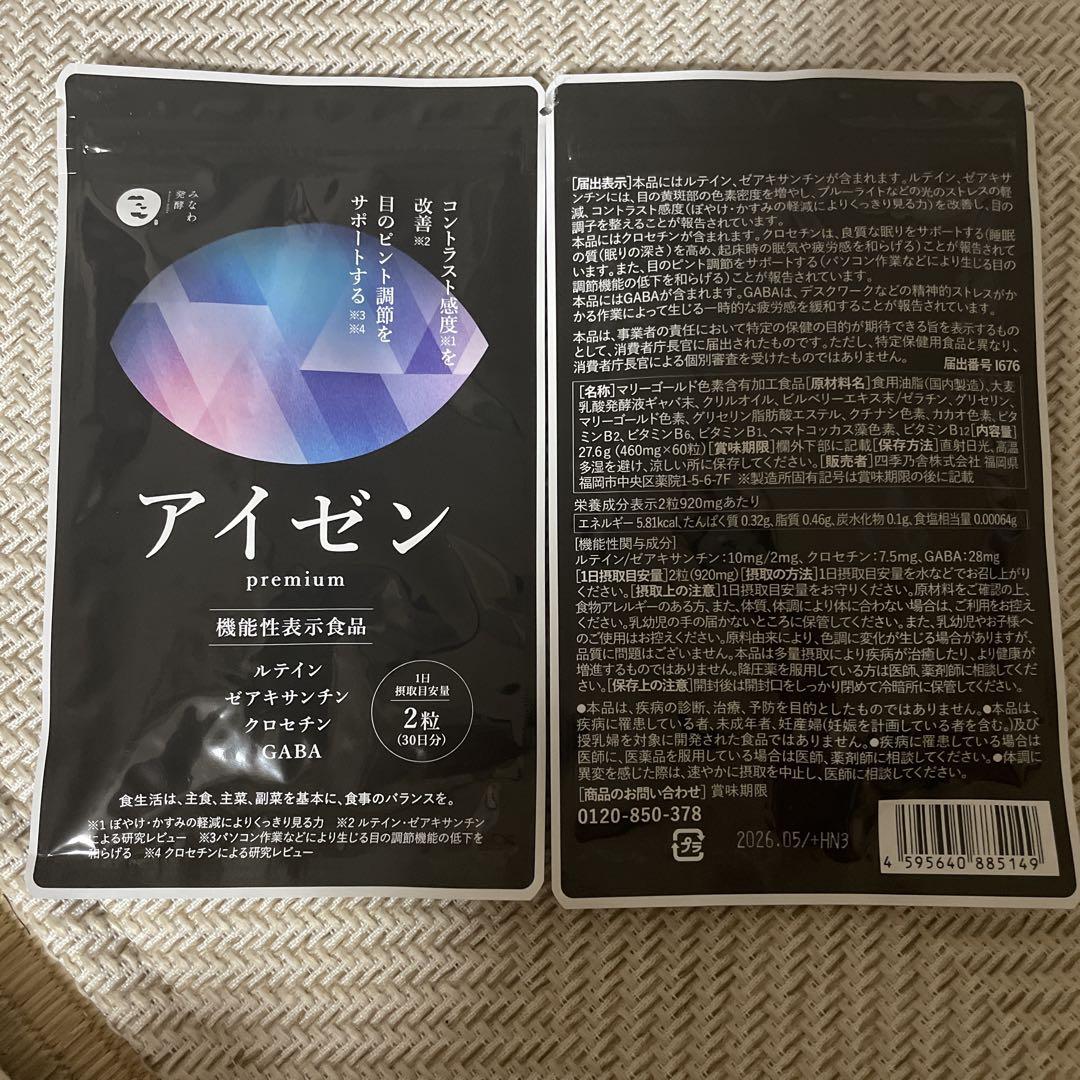 みなわ
発酵
コントラスト感度※1を
改善※2
目のピント調節を
サポートする※3※4
アイゼン
premium
機能性表示食品
ルテイン
ゼアキサンチン
クロセチン
GABA
1日
摂取目安量
2粒
(30日分)
食生活は、主食、主菜、副菜を基本に、食事のバランスを。
※1 ぼやけ・かすみの軽減によりくっきり見る力 ※2 ルテイン・ゼアキサンチン
による研究レビュー ※3パソコン作業などにより生じる目の調節機能の低下を
和らげる ※4 クロセチンによる研究レビュー
[届出表示]本品にはルテイン、ゼアキサンチンが含まれます。ルテイン、ゼアキサ
ンチンには、目の黄斑部の色素密度を増やし、ブルーライトなどの光のストレスの軽
減、コントラスト感度(ぼやけ・かすみの軽減によりくっきり見る力)を改善し、目の
調子を整えることが報告されています。
本品にはクロセチンが含まれます。クロセチンは、良質な眠りをサポートする(睡眠
の質(眠りの深さ)を高め、起床時の眠気や疲労感を和らげる)ことが報告されて
います。また、目のピント調節をサポートする(パソコン作業などにより生じる目の
調節機能の低下を和らげる)ことが報告されています。
本品にはGABAが含まれます。GABAは、デスクワークなどの精神的ストレスがか
かる作業によって生じる一時的な疲労感を緩和することが報告されています。
本品は、事業者の責任において特定の保健の目的が期待できる旨を表示するもの
として、消費者庁長官に届出されたものです。ただし、特定保健用食品と異なり、
消費者庁長官による個別審査を受けたものではありません。 届出番号 I676
[名称]マリーゴールド色素含有加工食品[原材料名]食用油脂(国内製造)、大麦
乳酸発酵液ギャバ末、クリルオイル、ビルベリーエキス末/ゼラチン、グリセリン、
マリーゴールド色素、グリセリン脂肪酸エステル、クチナシ色素、カカオ色素、ビタ
ミンB2、ビタミンB6、ビタミンB1、ヘマトコッカス藻色素、ビタミンB12[内容量]
27.6g (460mg×60粒)[賞味期限]欄外下部に記載[保存方法]直射日光、高温
多湿を避け、涼しい所に保存してください。[販売者]四季乃舎株式会社 福岡県
福岡市中央区薬院1-5-6-7F ※製造所固有記号は賞味期限の後に記載
栄養成分表示2粒920mgあたり
エネルギー 5.81kcal、たんぱく質 0.32g、脂質 0.46g、炭水化物 0.1g、食塩相当量 0.00064g
[機能性関与成分]
ルテイン/ゼアキサンチン:10mg/2mg、クロセチン:7.5mg、GABA:28mg
[1日摂取目安量]2粒(920mg)[摂取の方法]1日摂取目安量を水などでお召し上がり
ください。[摂取上の注意]1日摂取目安量をお守りください。原材料をご確認の上、
食物アレルギーのある方、また、体質、体調により体に合わない場合は、ご利用をお控え
ください。乳幼児の手の届かないところに保管してください。また、乳幼児やお子様へ
のご使用はお控えください。原料由来により、色調に変化が生じる場合がありますが、
品質に問題はございません。本品は多量摂取により疾病が治癒したり、より健康が
増進するものではありません。降圧薬を服用している方は医師、薬剤師に相談してくだ
さい。[保存上の注意]開封後は開封口をしっかり閉めて冷暗所に保管してください。
●本品は、疾病の診断、治療、予防を目的としたものではありません。●本品は、
疾病に罹患している者、未成年者、妊産婦(妊娠を計画している者を含む。)及び
授乳婦を対象に開発された食品ではありません。●疾病に罹患している場合は
医師に、医薬品を服用している場合は医師、薬剤師に相談してください。●体調に
異変を感じた際は、速やかに摂取を中止し、医師に相談してください。
[商品のお問い合わせ] 賞味期限
0120-850-378
プラ
2026.05/+HN3
4 595640 885149